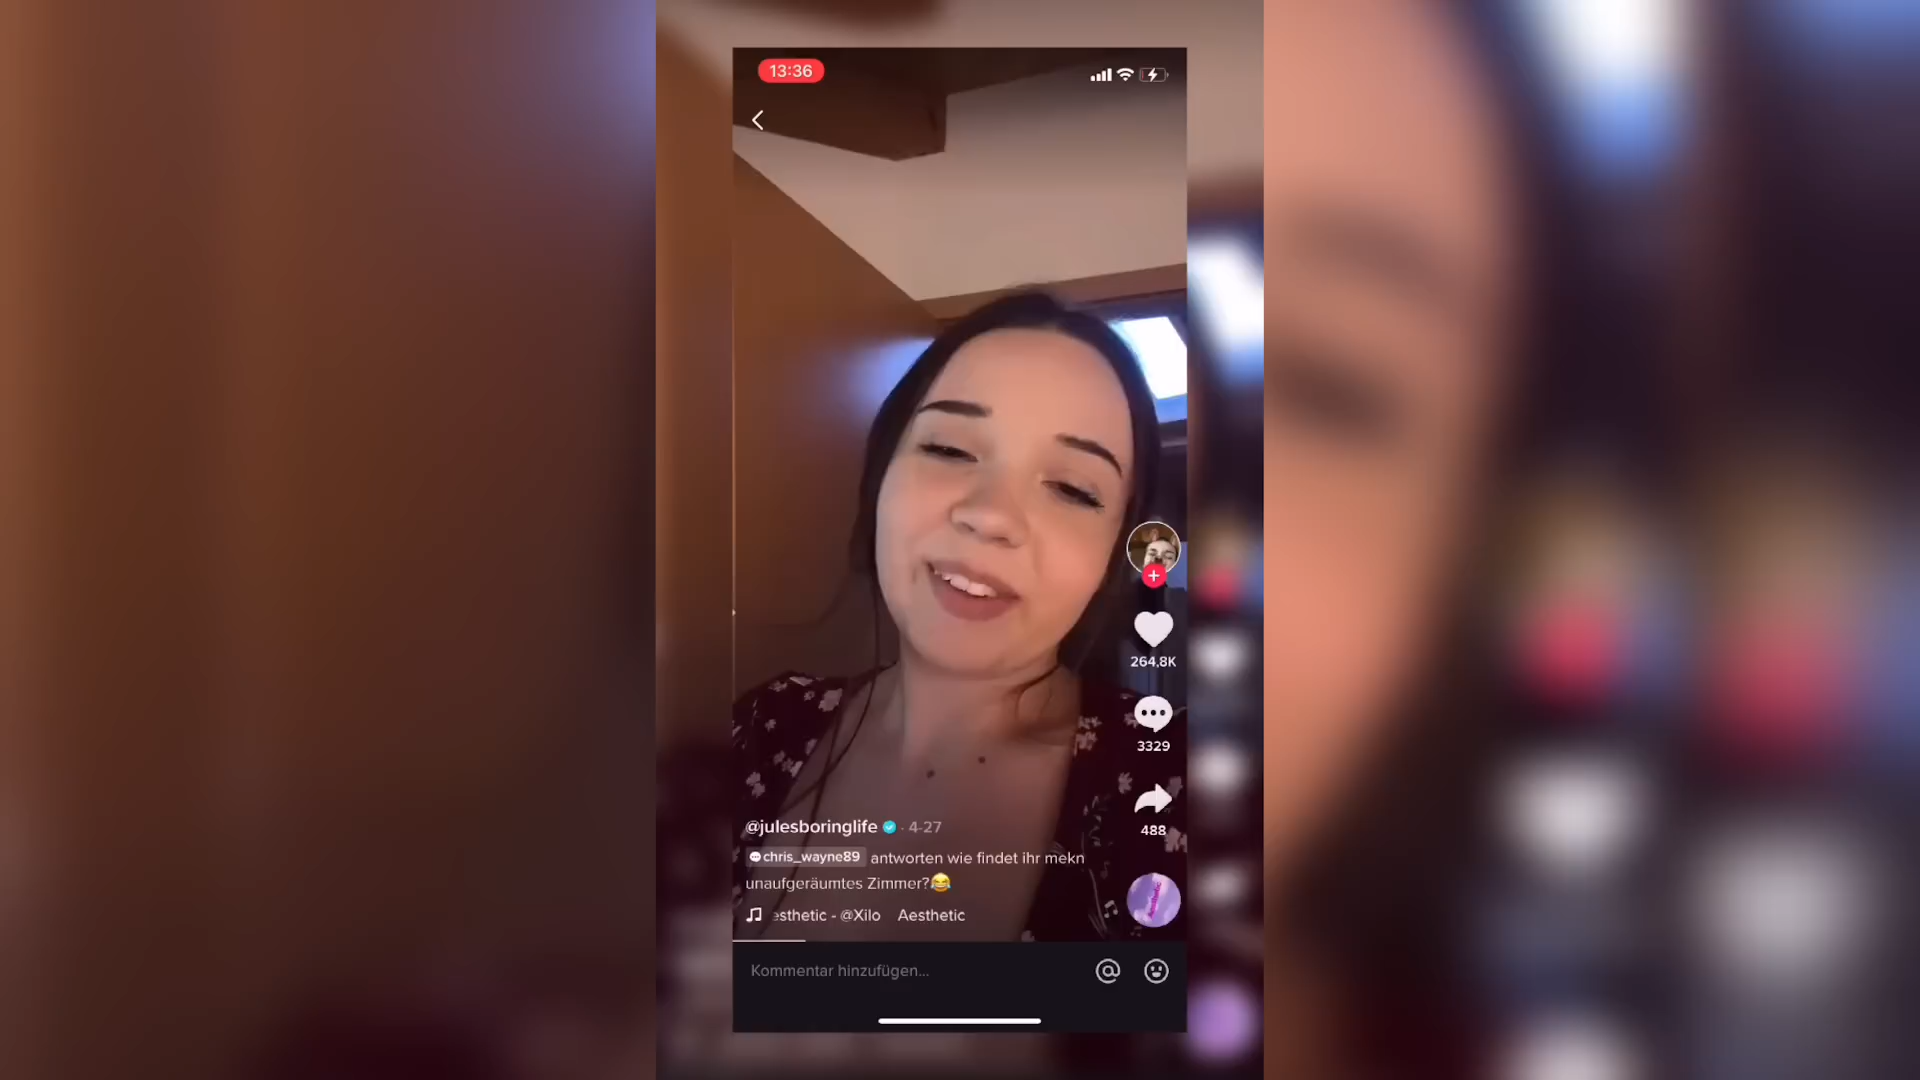 13:36
264,8K
3329
488
@julesboringlife · 4-27
chris_wayne89 antworten wie findet ihr mekn
unaufgeräumtes Zimmer?😂
esthetic - @Xilo Aesthetic
Aesthetic
Kommentar hinzufügen...